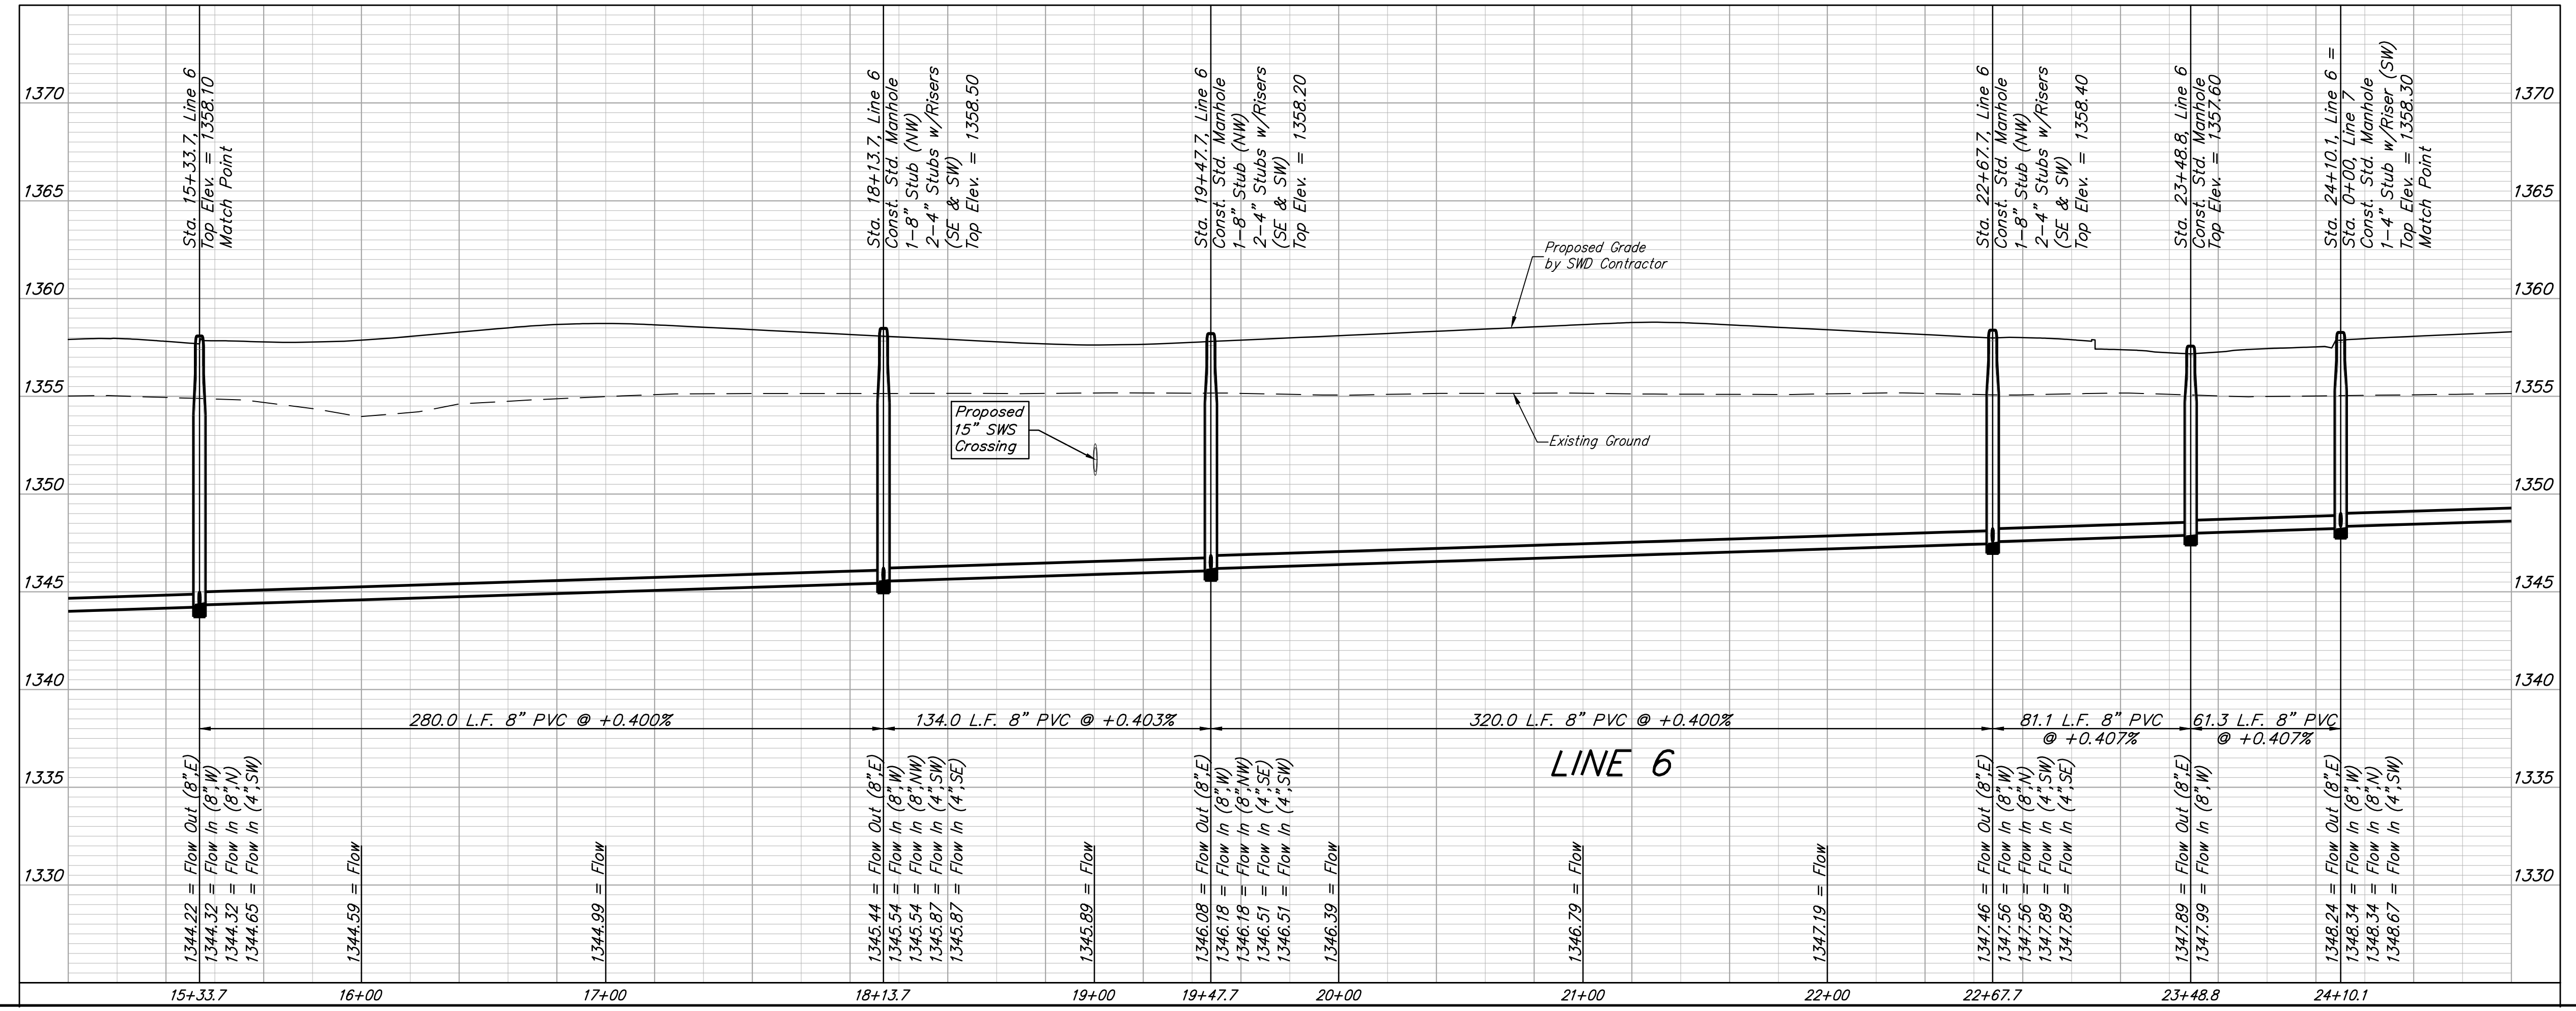 Sta. 15+33.7, Line 6
Top Elev. = 1358.10
Match Point
Sta. 18+13.7, Line 6
Const. Std. Manhole
1-8" Stub (NW)
2-4" Stubs w/Risers
(SE & SW)
Top Elev. = 1358.50
Sta. 19+47.7, Line 6
Const. Std. Manhole
1-8" Stub (NW)
2-4" Stubs w/Risers
(SE & SW)
Top Elev. = 1358.20
Sta. 22+67.7, Line 6
Const. Std. Manhole
1-8" Stub (NW)
2-4" Stubs w/Risers
(SE & SW)
Top Elev. = 1358.40
Sta. 23+48.8, Line 6
Const. Std. Manhole
Top Elev. = 1357.60
Sta. 24+10.1, Line 6 =
Sta. 0+00, Line 7
Const. Std. Manhole
1-4" Stub w/Riser (SW)
Top Elev. = 1358.30
Match Point
1370
1365
1360
1355
1350
1345
1340
1335
1330
1370
1365
1360
1355
1350
1345
1340
1335
1330
Proposed Grade
by SWD Contractor
Existing Ground
Proposed
15" SWS
Crossing
280.0 L.F. 8" PVC @ +0.400%
134.0 L.F. 8" PVC @ +0.403%
320.0 L.F. 8" PVC @ +0.400%
81.1 L.F. 8" PVC
@ +0.407%
61.3 L.F. 8" PVC
@ +0.407%
LINE 6
1344.22 = Flow Out (8",E)
1344.32 = Flow In (8",W)
1344.32 = Flow In (8",N)
1344.65 = Flow In (4",SW)
1344.59 = Flow
1344.99 = Flow
1345.44 = Flow Out (8",E)
1345.54 = Flow In (8",W)
1345.54 = Flow In (8",NW)
1345.87 = Flow In (4",SW)
1345.87 = Flow In (4",SE)
1345.89 = Flow
1346.08 = Flow Out (8",E)
1346.18 = Flow In (8",W)
1346.18 = Flow In (8",NW)
1346.51 = Flow In (4",SE)
1346.51 = Flow In (4",SW)
1346.39 = Flow
1346.79 = Flow
1347.19 = Flow
1347.46 = Flow Out (8",E)
1347.56 = Flow In (8",W)
1347.56 = Flow In (8",N)
1347.89 = Flow In (4",SW)
1347.89 = Flow In (4",SE)
1347.89 = Flow Out (8",E)
1347.99 = Flow In (8",W)
1348.24 = Flow Out (8",E)
1348.34 = Flow In (8",W)
1348.34 = Flow In (8",N)
1348.67 = Flow In (4",SW)
15+33.7
16+00
17+00
18+13.7
19+00
19+47.7
20+00
21+00
22+00
22+67.7
23+48.8
24+10.1